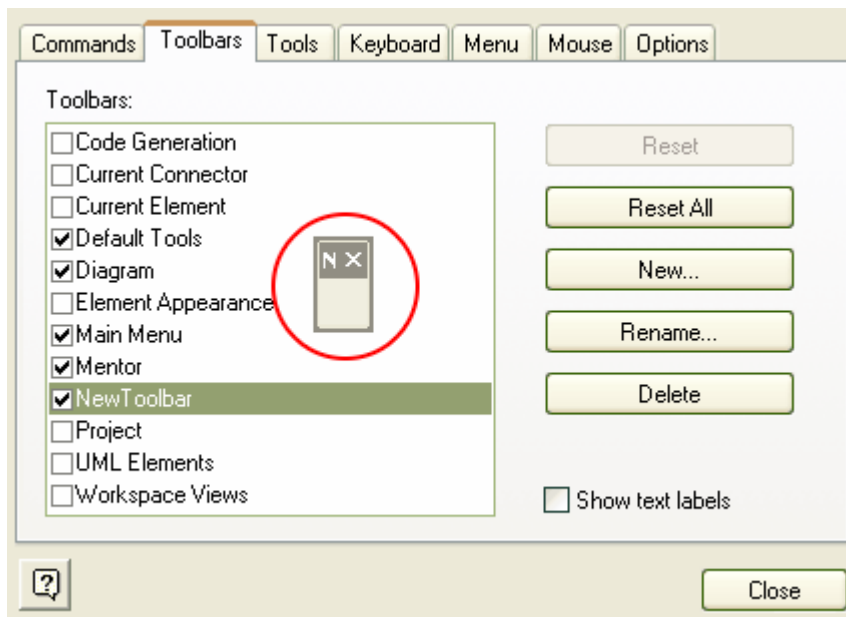 Commands Toolbars Tools Keyboard Menu Mouse Options
Toolbars:
Code Generation
Current Connector
Current Element
Default Tools
Diagram
Element Appearance
Main Menu
Mentor
NewToolbar
Project
UML Elements
Workspace Views
N
Reset
Reset All
New...
Rename...
Delete
Show text labels
Close